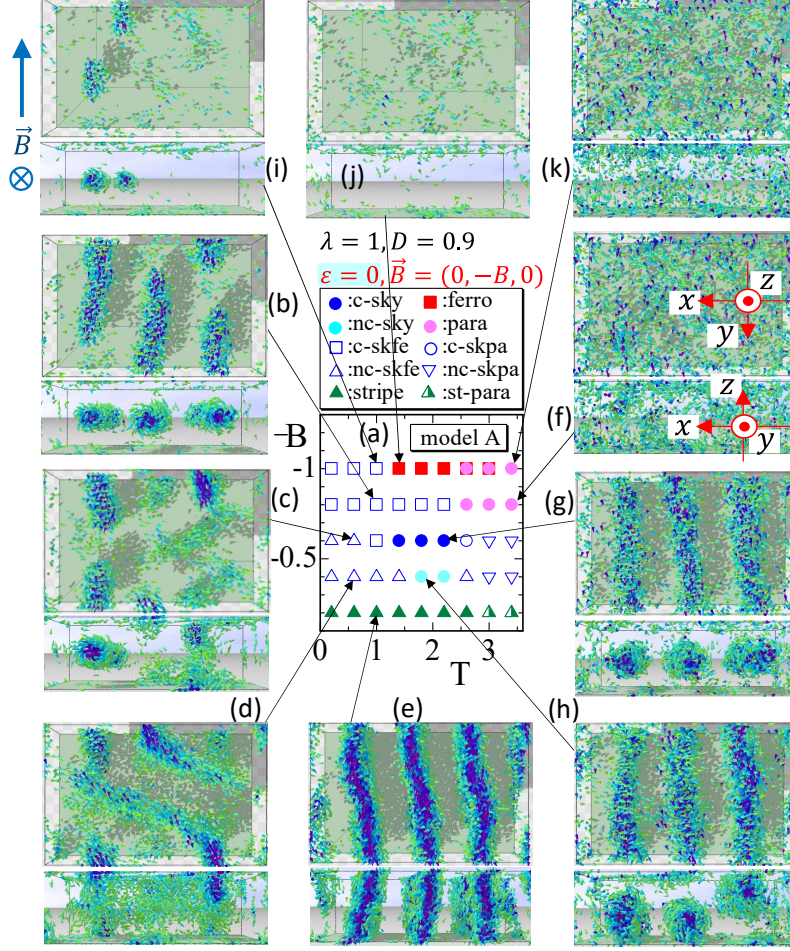 B⃗
(i)
(j)
(k)
λ = 1, D = 0.9
ε = 0, B⃗ = (0, −B, 0)
:c-sky :ferro
:nc-sky :para
:c-skfe :c-skpa
:nc-skfe :nc-skpa
:stripe :st-para
(b)
z
x
y
z
x
y
(f)
−B
(a)
model A
-1
(c)
(g)
-0.5
0 1 2 3
T
(d)
(e)
(h)